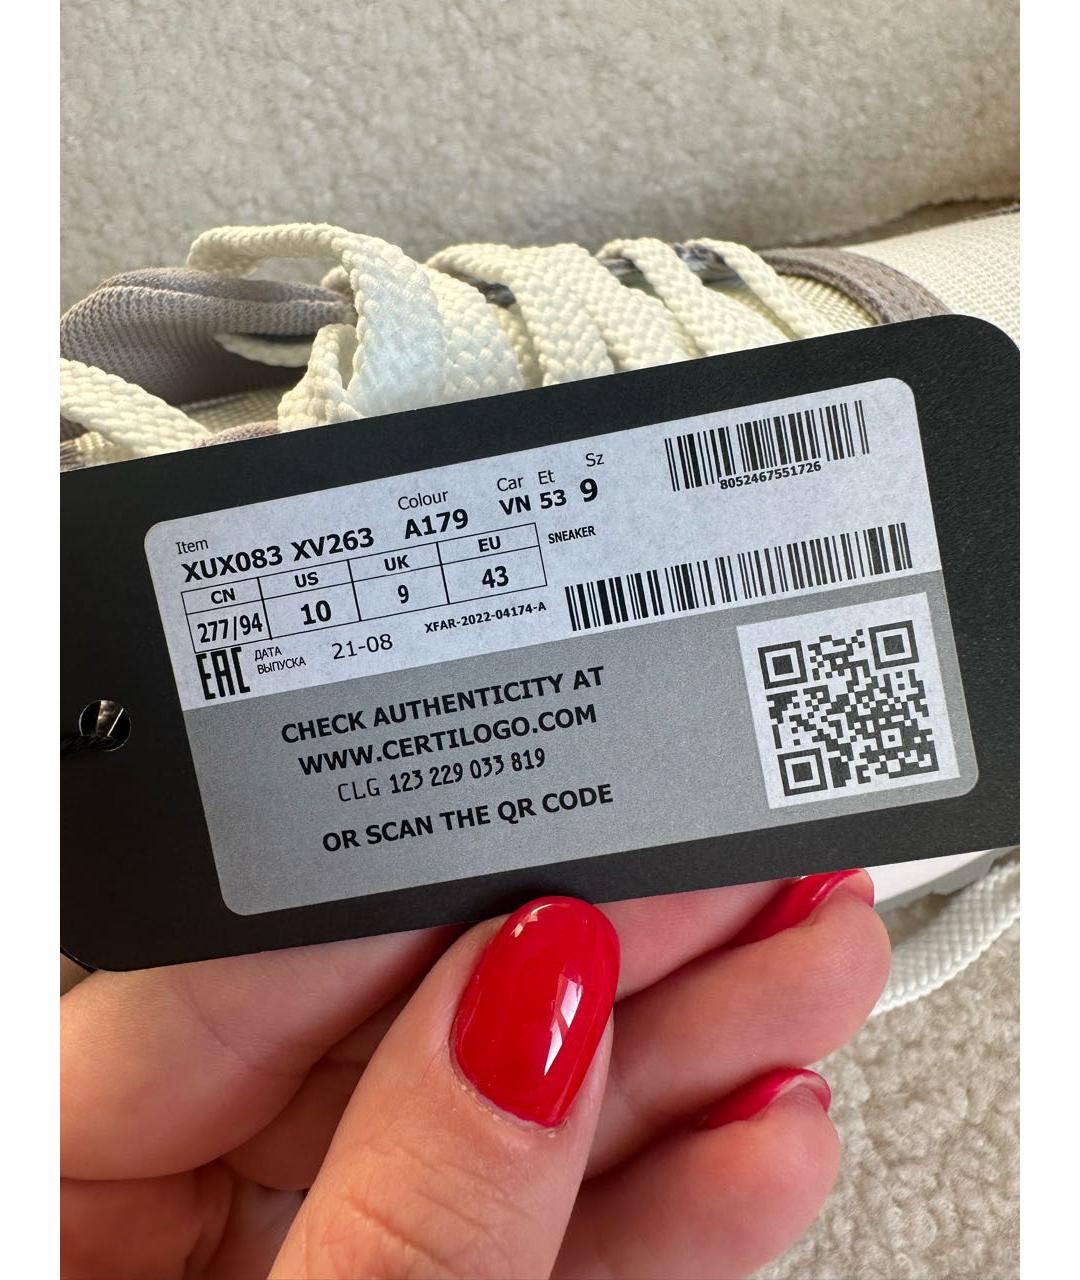 Item Colour Car Et Sz
XUX083 XV263 A179 VN 53 9
8052467551726
CN US UK EU
277/94 10 9 43
SNEAKER
EAC ДАТА ВЫПУСКА 21-08 XFAR-2022-04174-A
CHECK AUTHENTICITY AT
WWW.CERTILOGO.COM
CLG 123 229 033 819
OR SCAN THE QR CODE